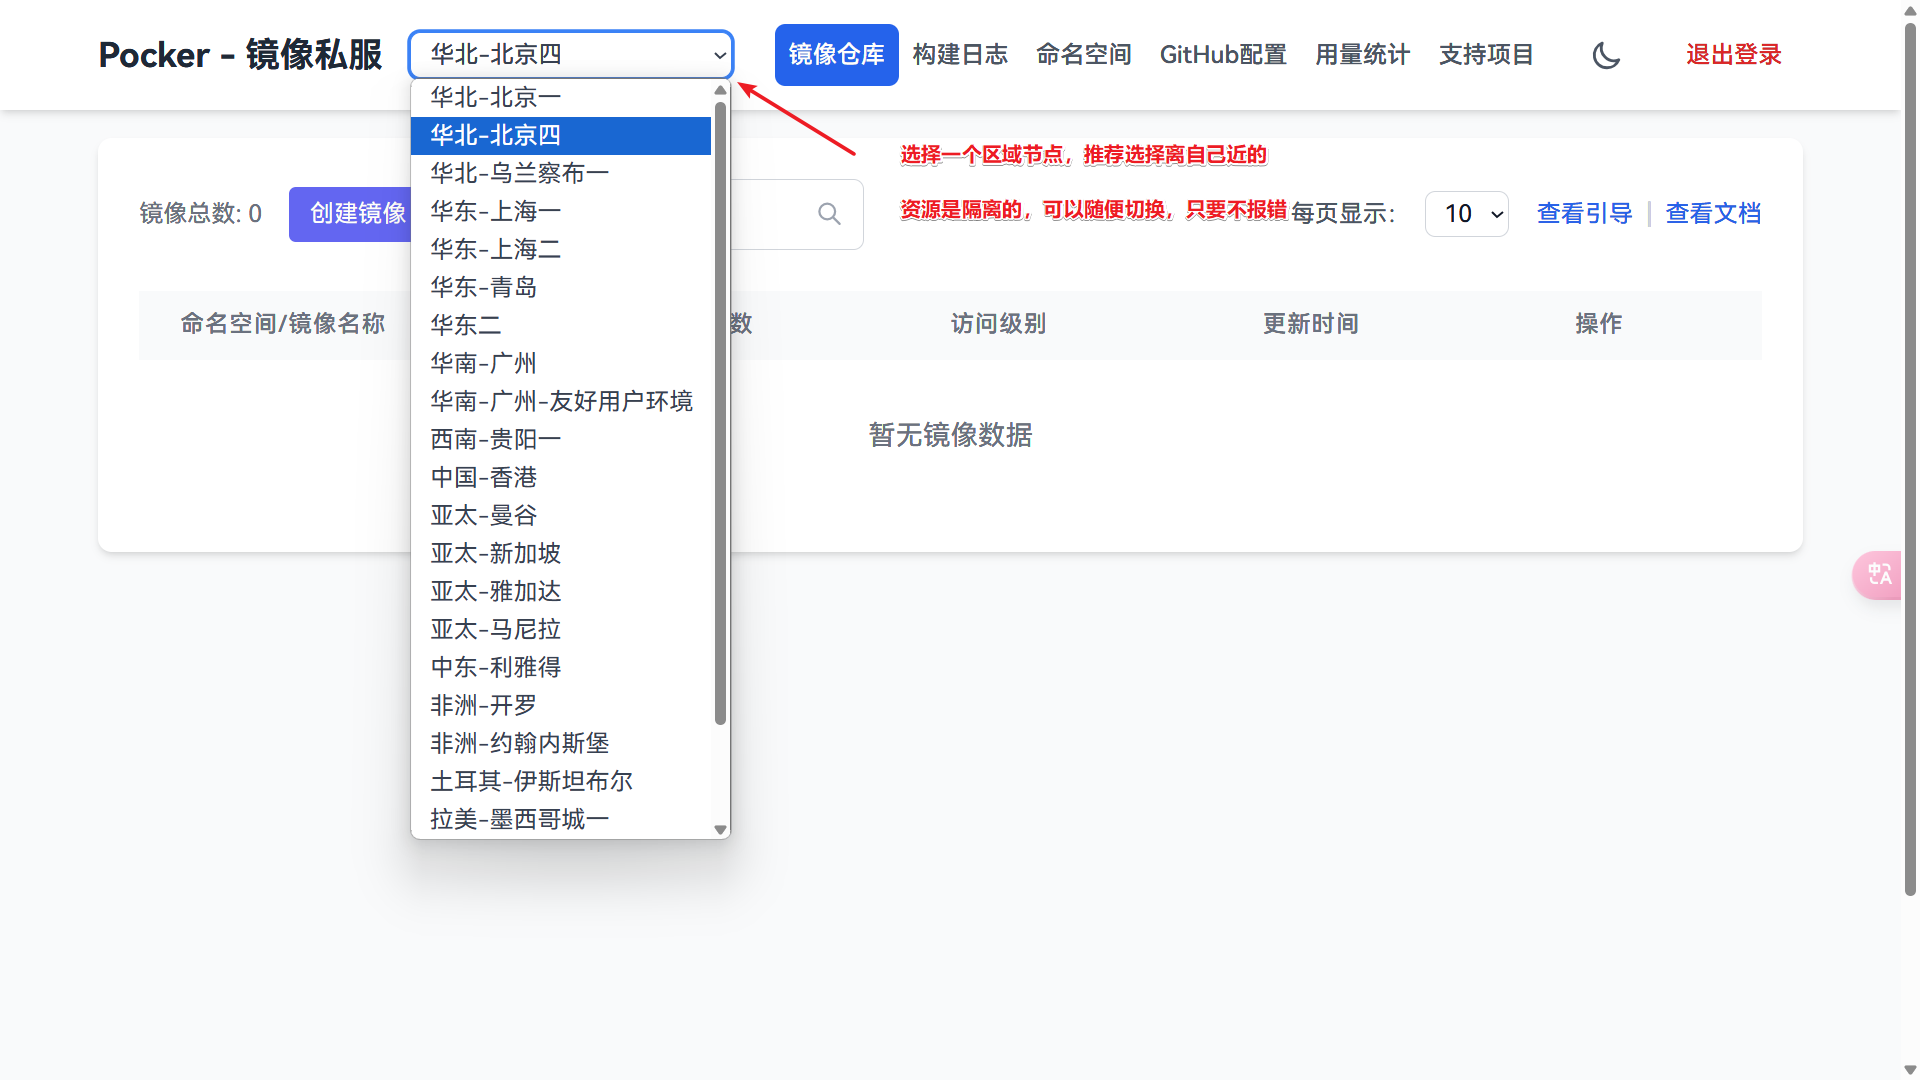 Pocker - 镜像私服
华北-北京四
镜像仓库
构建日志
命名空间
GitHub配置
用量统计
支持项目
退出登录
华北-北京一
华北-北京四
华北-乌兰察布一
华东-上海一
华东-上海二
华东-青岛
华东二
华南-广州
华南-广州-友好用户环境
西南-贵阳一
中国-香港
亚太-曼谷
亚太-新加坡
亚太-雅加达
亚太-马尼拉
中东-利雅得
非洲-开罗
非洲-约翰内斯堡
土耳其-伊斯坦布尔
拉美-墨西哥城一
选择一个区域节点，推荐选择离自己近的
资源是隔离的，可以随便切换，只要不报错
镜像总数: 0
创建镜像
每页显示：
10
查看引导
查看文档
命名空间/镜像名称
数
访问级别
更新时间
操作
暂无镜像数据
中
A